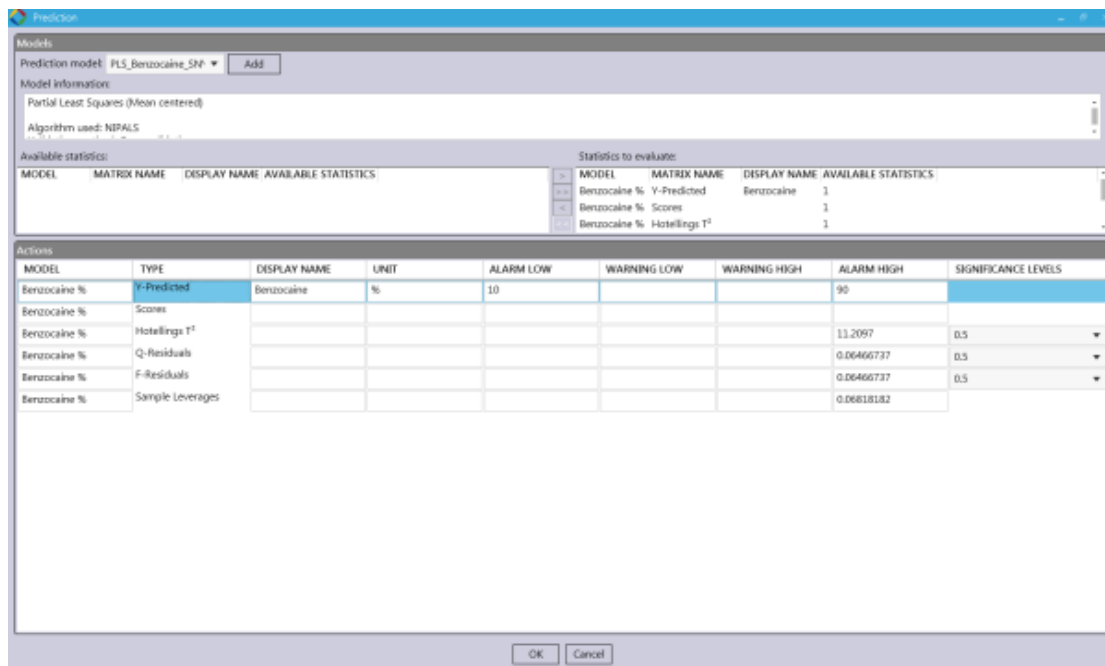 Prediction
Models
Prediction model: PLS_Benzocaine_SN Add
Model information:
Partial Least Squares (Mean centered)
Algorithm used: NIPALS
Available statistics: Statistics to evaluate:
MODEL MATRIX NAME DISPLAY NAME AVAILABLE STATISTICS > MODEL MATRIX NAME DISPLAY NAME AVAILABLE STATISTICS
>> Benzocaine % Y-Predicted Benzocaine 1
< Benzocaine % Scores 1
Benzocaine % Hotellings T² 1
Actions
MODEL TYPE DISPLAY NAME UNIT ALARM LOW WARNING LOW WARNING HIGH ALARM HIGH SIGNIFICANCE LEVELS
Benzocaine % Y-Predicted Benzocaine % 10 90
Benzocaine % Scores
Benzocaine % Hotellings T² 11.2097 0.5
Benzocaine % Q-Residuals 0.06466737 0.5
Benzocaine % F-Residuals 0.06466737 0.5
Benzocaine % Sample Leverages 0.06818182
OK Cancel